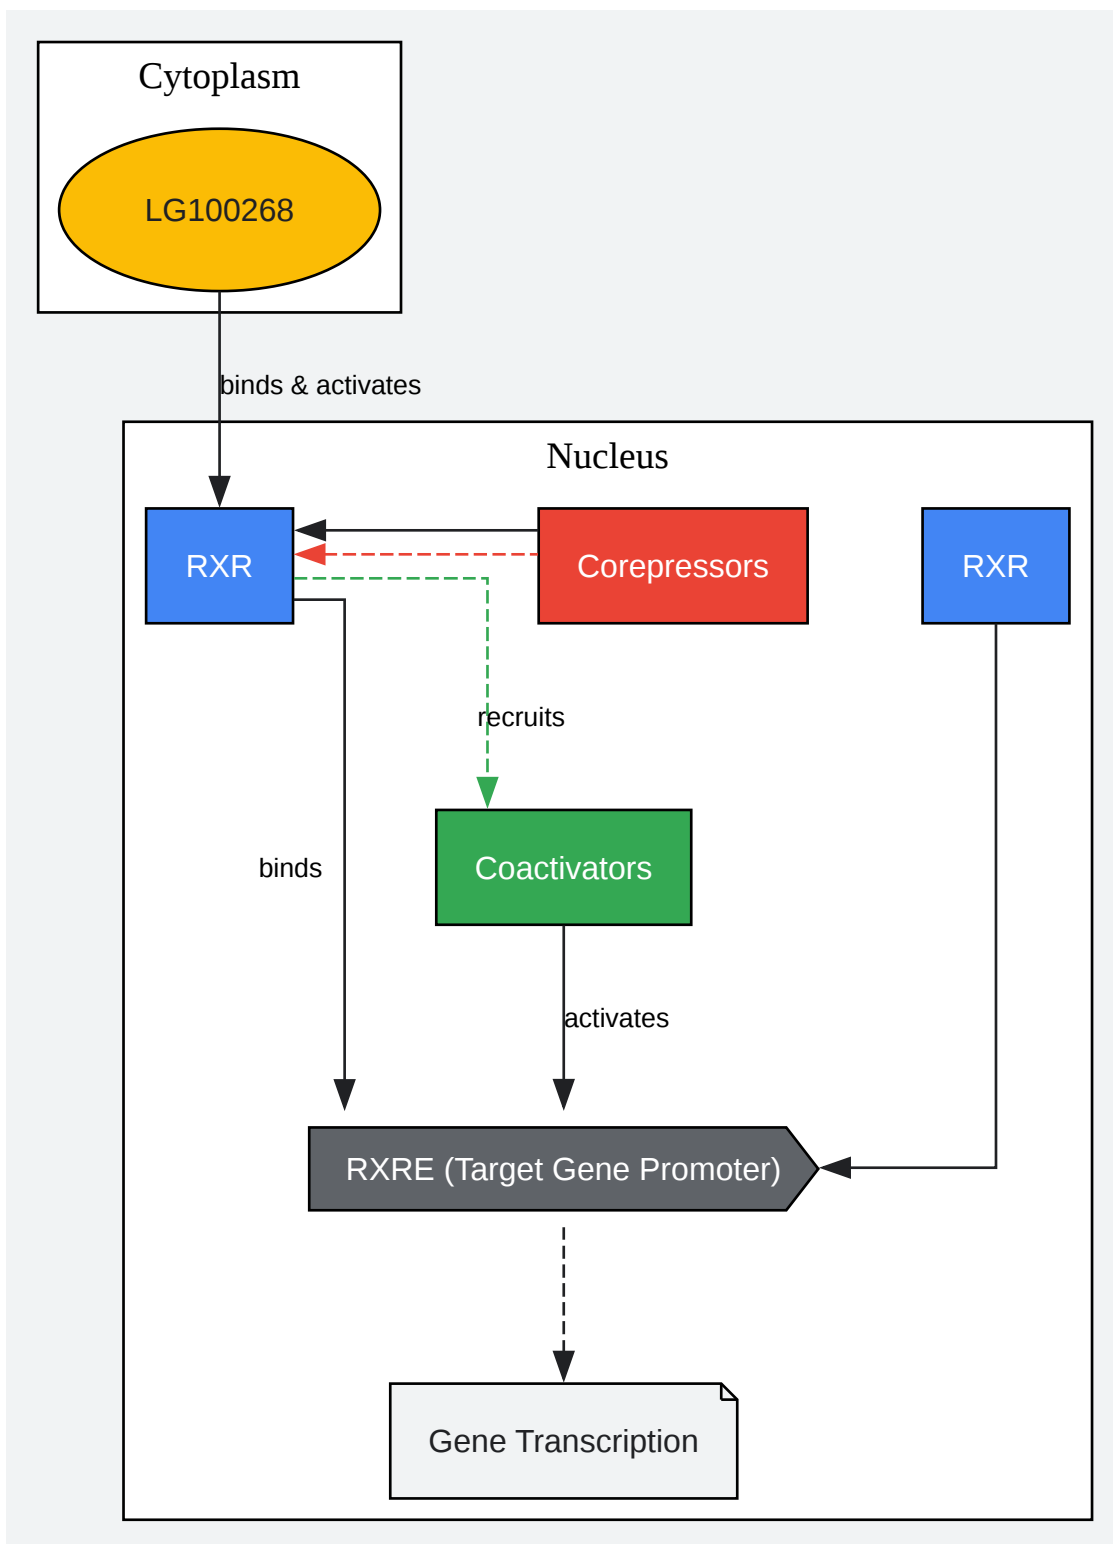 Cytoplasm
LG100268
binds & activates
Nucleus
RXR
Corepressors
RXR
recruits
Coactivators
binds
activates
RXRE (Target Gene Promoter)
Gene Transcription